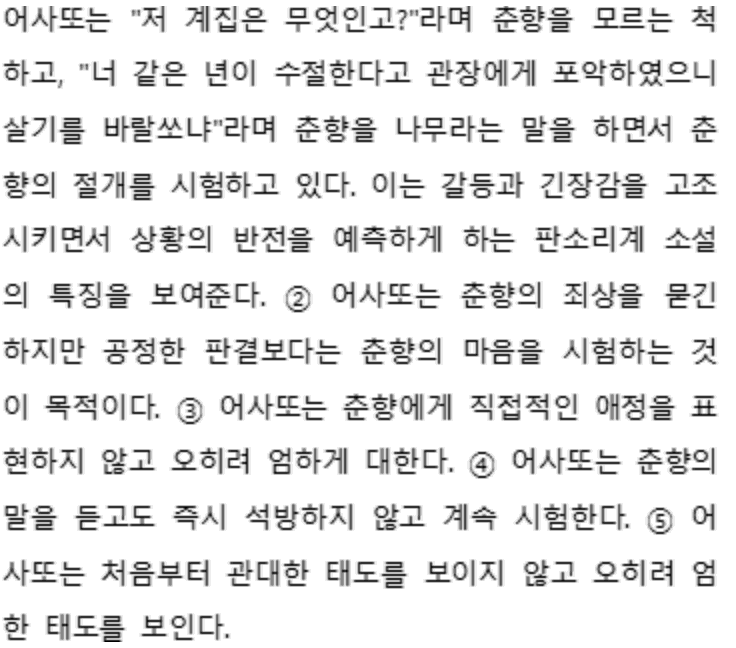 어사또는 "저 계집은 무엇인고?"라며 춘향을 모르는 척
하고, "너 같은 년이 수절한다고 관장에게 포악하였으니
살기를 바랄쏘냐"라며 춘향을 나무라는 말을 하면서 춘
향의 절개를 시험하고 있다. 이는 갈등과 긴장감을 고조
시키면서 상황의 반전을 예측하게 하는 판소리계 소설
의 특징을 보여준다. ② 어사또는 춘향의 죄상을 묻긴
하지만 공정한 판결보다는 춘향의 마음을 시험하는 것
이 목적이다. ③ 어사또는 춘향에게 직접적인 애정을 표
현하지 않고 오히려 엄하게 대한다. ④ 어사또는 춘향의
말을 듣고도 즉시 석방하지 않고 계속 시험한다. ⑤ 어
사또는 처음부터 관대한 태도를 보이지 않고 오히려 엄
한 태도를 보인다.